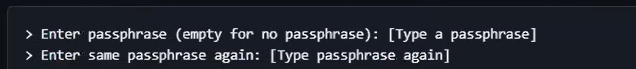 > Enter passphrase (empty for no passphrase): [Type a passphrase]
> Enter same passphrase again: [Type passphrase again]